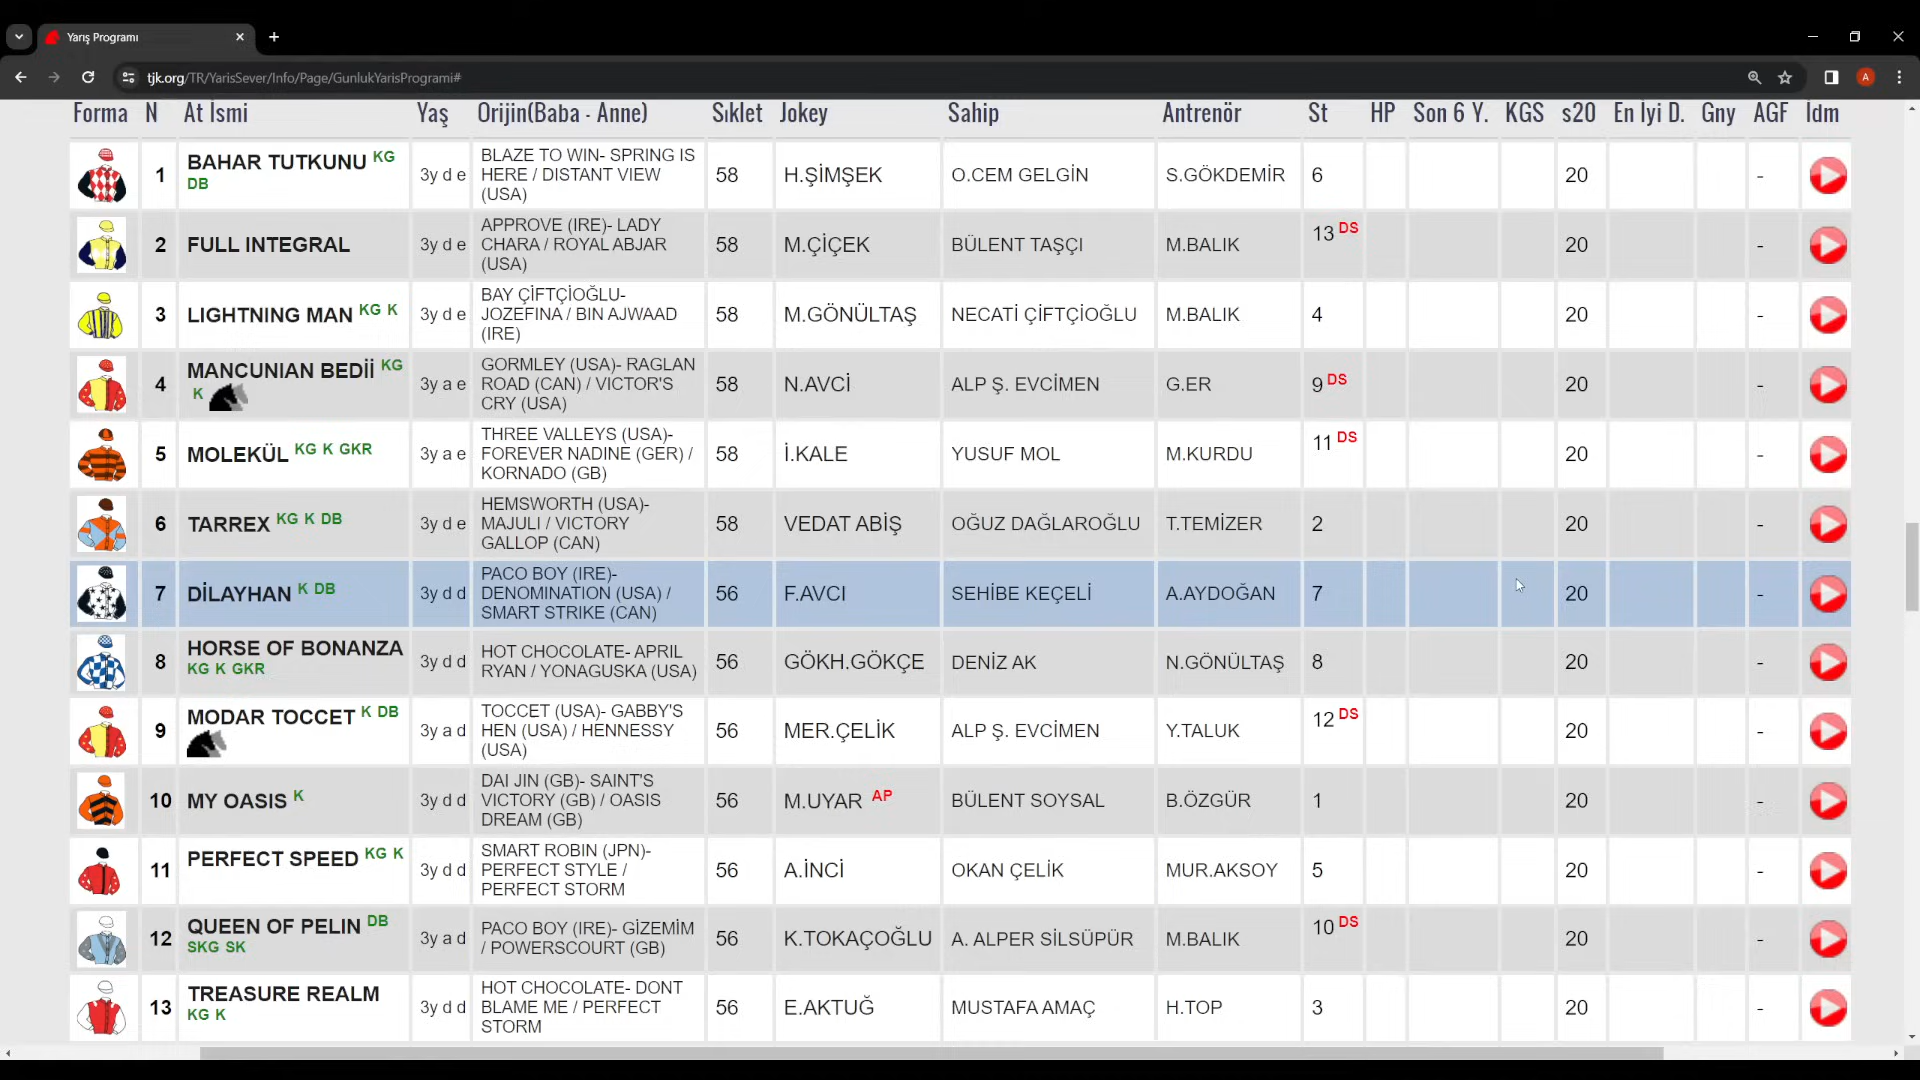 Yarış Programı
tjk.org/TR/YarisSever/Info/Page/GunlukYarisProgrami#
A
Forma N At İsmi Yaş Orijin(Baba - Anne) Sıklet Jokey Sahip Antrenör St HP Son 6 Y. KGS s20 En İyi D. Gny AGF İdm
1 BAHAR TUTKUNU KG DB 3y d e BLAZE TO WIN- SPRING IS HERE / DISTANT VIEW (USA) 58 H.ŞİMŞEK O.CEM GELGİN S.GÖKDEMİR 6 20 -
2 FULL INTEGRAL 3y d e APPROVE (IRE)- LADY CHARA / ROYAL ABJAR (USA) 58 M.ÇİÇEK BÜLENT TAŞÇI M.BALIK 13 DS 20 -
3 LIGHTNING MAN KG K 3y d e BAY ÇİFTÇİOĞLU- JOZEFINA / BIN AJWAAD (IRE) 58 M.GÖNÜLTAŞ NECATİ ÇİFTÇİOĞLU M.BALIK 4 20 -
4 MANCUNIAN BEDİİ KG K 3y a e GORMLEY (USA)- RAGLAN ROAD (CAN) / VICTOR'S CRY (USA) 58 N.AVCİ ALP Ş. EVCİMEN G.ER 9 DS 20 -
5 MOLEKÜL KG K GKR 3y a e THREE VALLEYS (USA)- FOREVER NADINE (GER) / KORNADO (GB) 58 İ.KALE YUSUF MOL M.KURDU 11 DS 20 -
6 TARREX KG K DB 3y d e HEMSWORTH (USA)- MAJULI / VICTORY GALLOP (CAN) 58 VEDAT ABİŞ OĞUZ DAĞLAROĞLU T.TEMİZER 2 20 -
7 DİLAYHAN K DB 3y d d PACO BOY (IRE)- DENOMINATION (USA) / SMART STRIKE (CAN) 56 F.AVCI SEHİBE KEÇELİ A.AYDOĞAN 7 20 -
8 HORSE OF BONANZA KG K GKR 3y d d HOT CHOCOLATE- APRIL RYAN / YONAGUSKA (USA) 56 GÖKH.GÖKÇE DENİZ AK N.GÖNÜLTAŞ 8 20 -
9 MODAR TOCCET K DB 3y a d TOCCET (USA)- GABBY'S HEN (USA) / HENNESSY (USA) 56 MER.ÇELİK ALP Ş. EVCİMEN Y.TALUK 12 DS 20 -
10 MY OASIS K 3y d d DAI JIN (GB)- SAINT'S VICTORY (GB) / OASIS DREAM (GB) 56 M.UYAR AP BÜLENT SOYSAL B.ÖZGÜR 1 20 -
11 PERFECT SPEED KG K 3y d d SMART ROBIN (JPN)- PERFECT STYLE / PERFECT STORM 56 A.İNCİ OKAN ÇELİK MUR.AKSOY 5 20 -
12 QUEEN OF PELIN DB SKG SK 3y a d PACO BOY (IRE)- GİZEMİM / POWERSCOURT (GB) 56 K.TOKAÇOĞLU A. ALPER SİLSÜPÜR M.BALIK 10 DS 20 -
13 TREASURE REALM KG K 3y d d HOT CHOCOLATE- DONT BLAME ME / PERFECT STORM 56 E.AKTUĞ MUSTAFA AMAÇ H.TOP 3 20 -